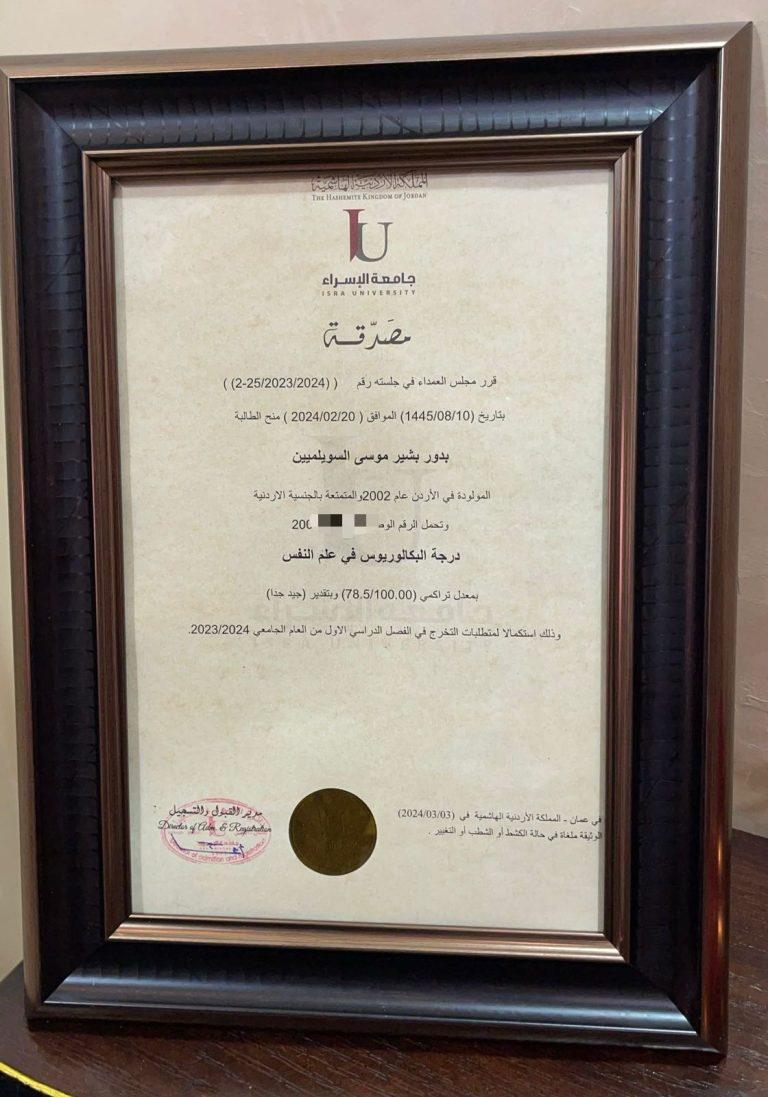 المملكة الأردنية الهاشمية
THE HASHEMITE KINGDOM OF JORDAN
IU
جامعة الإسراء
ISRA UNIVERSITY
مصَدّقة
قرر مجلس العمداء في جلسته رقم ( (2-25/2023/2024) )
بتاريخ (1445/08/10) الموافق ( 2024/02/20 ) منح الطالبة
بدور بشير موسى السويلميين
المولودة في الأردن عام 2002والمتمتعة بالجنسية الاردنية
وتحمل الرقم 200
درجة البكالوريوس في علم النفس
بمعدل تراكمي (78.5/100.00) وبتقدير (جيد جدا)
وذلك استكمالا لمتطلبات التخرج في الفصل الدراسي الاول من العام الجامعي 2023/2024.
مدير القبول والتسجيل
Director of Adm. & Registration
في عمان - المملكة الأردنية الهاشمية في (2024/03/03)
الوثيقة ملغاة في حالة الكشط أو الشطب أو التغيير .